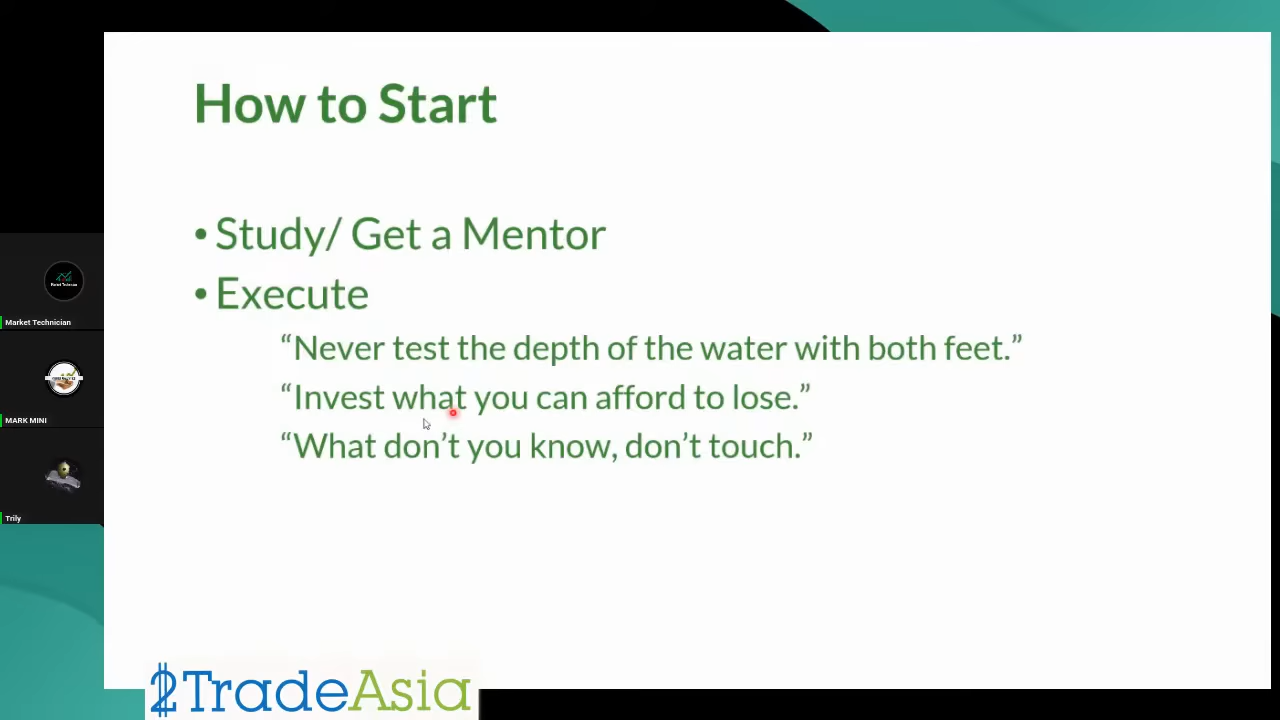 How to Start
• Study/ Get a Mentor
• Execute
“Never test the depth of the water with both feet.”
“Invest what you can afford to lose.”
“What don’t you know, don’t touch.”
Market Technician
MARK MINI
Trily
2TradeAsia